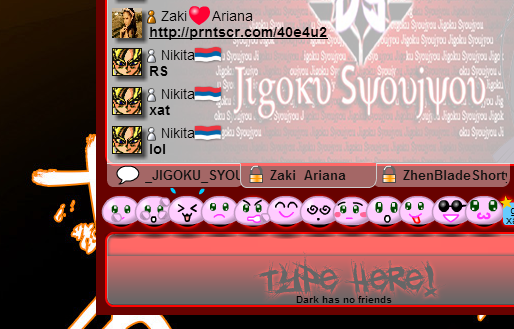 Zaki Ariana
http://prntscr.com/40e4u2
Nikita
RS
Nikita
xat
Nikita
lol
Jigoku Syoujyou
_JIGOKU_SYOU
Zaki Ariana
ZhenBladeShorty
TYPE HERE!
Dark has no friends